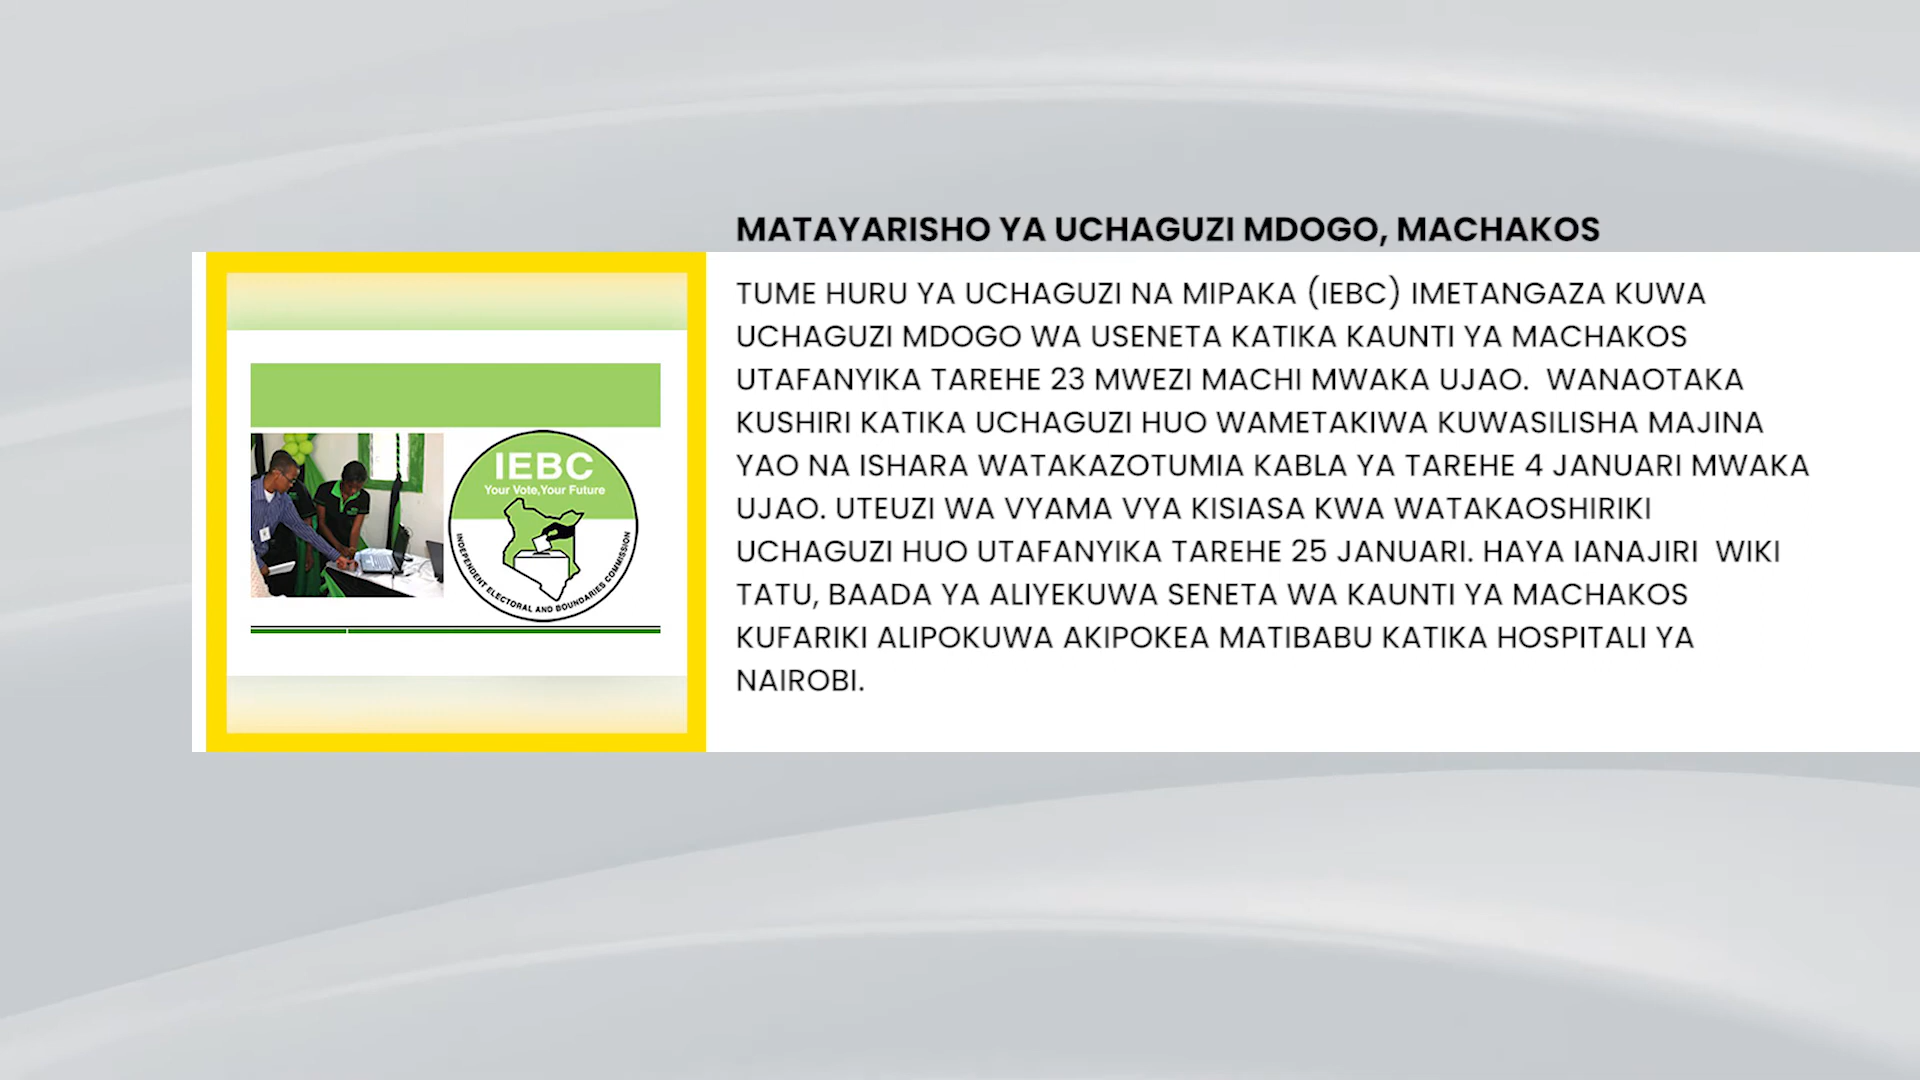 MATAYARISHO YA UCHAGUZI MDOGO, MACHAKOS
TUME HURU YA UCHAGUZI NA MIPAKA (IEBC) IMETANGAZA KUWA
UCHAGUZI MDOGO WA USENETA KATIKA KAUNTI YA MACHAKOS
UTAFANYIKA TAREHE 23 MWEZI MACHI MWAKA UJAO. WANAOTAKA
KUSHIRI KATIKA UCHAGUZI HUO WAMETAKIWA KUWASILISHA MAJINA
YAO NA ISHARA WATAKAZOTUMIA KABLA YA TAREHE 4 JANUARI MWAKA
UJAO. UTEUZI WA VYAMA VYA KISIASA KWA WATAKAOSHIRIKI
UCHAGUZI HUO UTAFANYIKA TAREHE 25 JANUARI. HAYA IANAJIRI WIKI
TATU, BAADA YA ALIYEKUWA SENETA WA KAUNTI YA MACHAKOS
KUFARIKI ALIPOKUWA AKIPOKEA MATIBABU KATIKA HOSPITALI YA
NAIROBI.
IEBC
Your Vote,Your Future
INDEPENDENT ELECTORAL AND BOUNDARIES COMMISSION